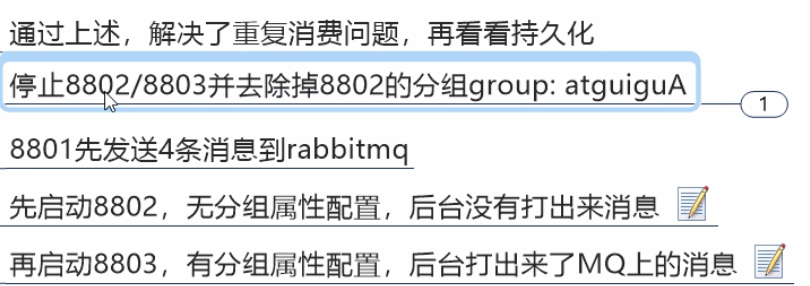 通过上述，解决了重复消费问题，再看看持久化
停止8802/8803并去除掉8802的分组group: atguiguA
1
8801先发送4条消息到rabbitmq
先启动8802，无分组属性配置，后台没有打出来消息
再启动8803，有分组属性配置，后台打出来了MQ上的消息